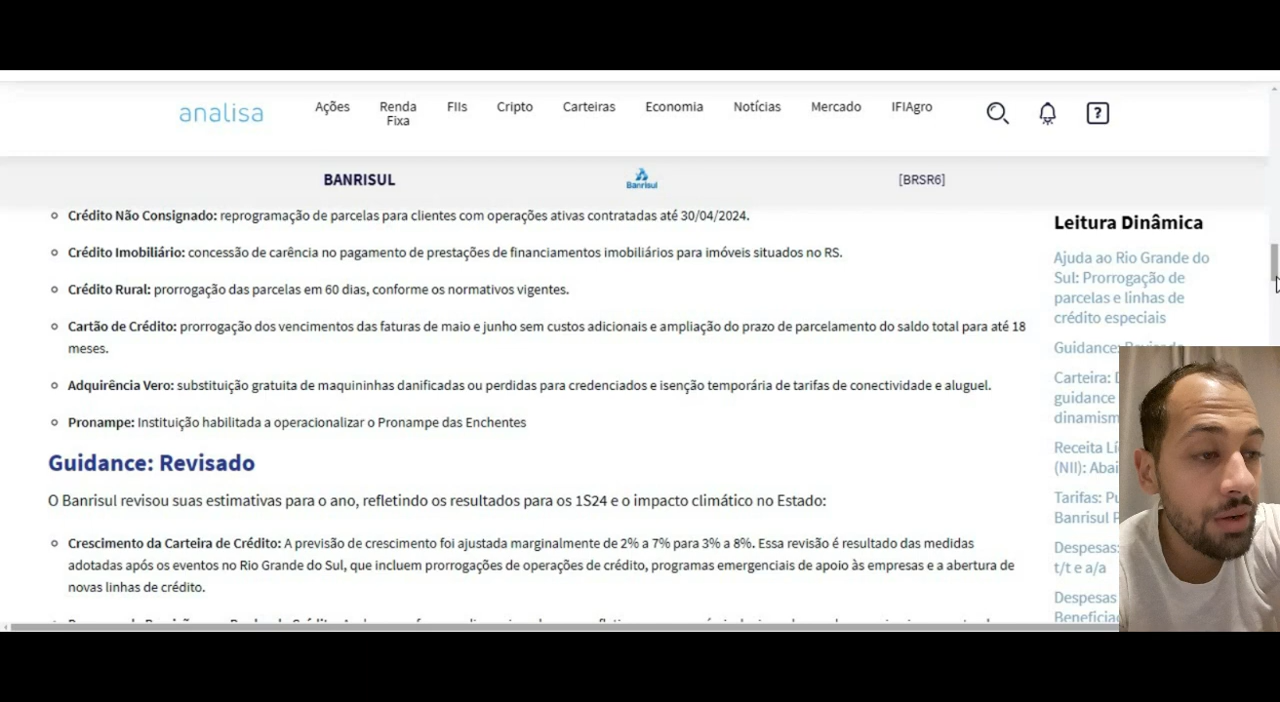 analisa
Ações
Renda
Fixa
FIIs
Cripto
Carteiras
Economia
Notícias
Mercado
IFIAgro
?
BANRISUL
Banrisul
[BRSR6]
Crédito Não Consignado: reprogramação de parcelas para clientes com operações ativas contratadas até 30/04/2024.
Crédito Imobiliário: concessão de carência no pagamento de prestações de financiamentos imobiliários para imóveis situados no RS.
Crédito Rural: prorrogação das parcelas em 60 dias, conforme os normativos vigentes.
Cartão de Crédito: prorrogação dos vencimentos das faturas de maio e junho sem custos adicionais e ampliação do prazo de parcelamento do saldo total para até 18
meses.
Adquirência Vero: substituição gratuita de maquininhas danificadas ou perdidas para credenciados e isenção temporária de tarifas de conectividade e aluguel.
Pronampe: Instituição habilitada a operacionalizar o Pronampe das Enchentes
Guidance: Revisado
O Banrisul revisou suas estimativas para o ano, refletindo os resultados para os 1S24 e o impacto climático no Estado:
Crescimento da Carteira de Crédito: A previsão de crescimento foi ajustada marginalmente de 2% a 7% para 3% a 8%. Essa revisão é resultado das medidas
adotadas após os eventos no Rio Grande do Sul, que incluem prorrogações de operações de crédito, programas emergenciais de apoio às empresas e a abertura de
novas linhas de crédito.
Leitura Dinâmica
Ajuda ao Rio Grande do
Sul: Prorrogação de
parcelas e linhas de
crédito especiais
Guidance: Revisado
Carteira:
guidance
dinamism
Receita
(NII):
Tarifas:
Banrisul
Despesas:
t/t e a/a
Despesas